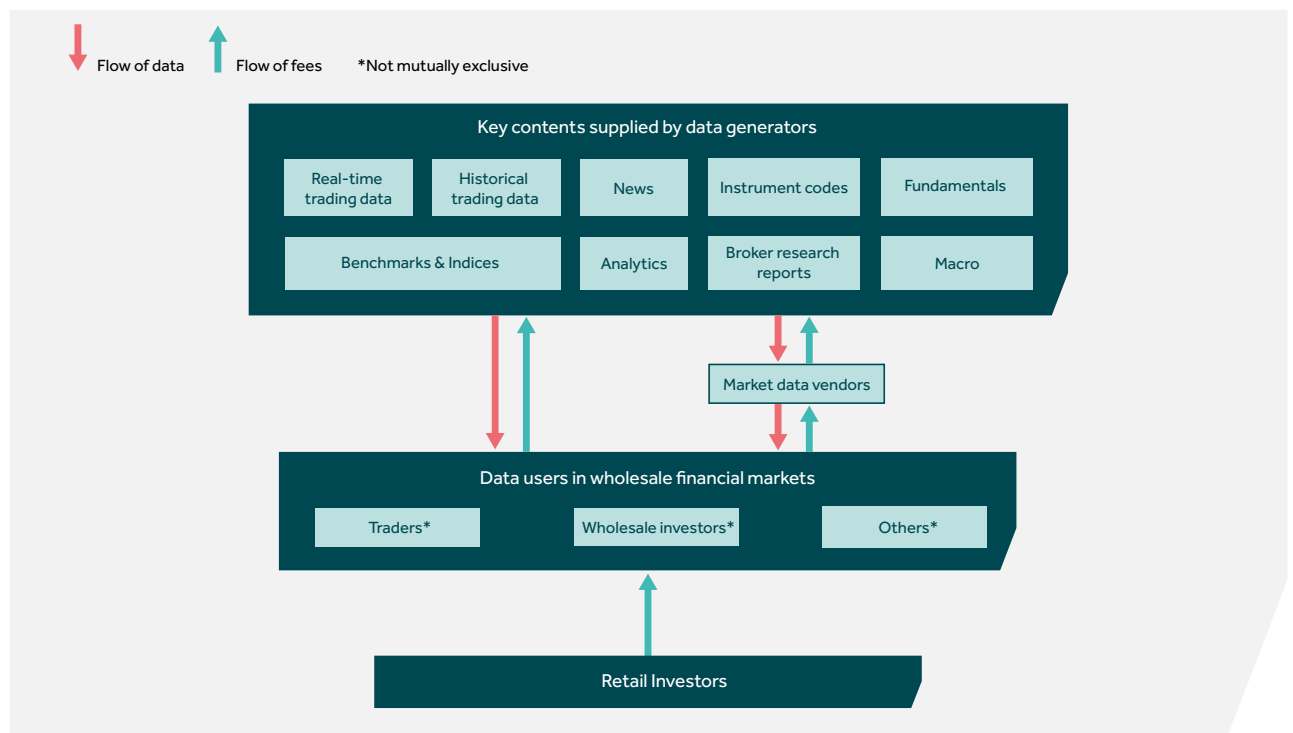 Flow of data
Flow of fees
*Not mutually exclusive
Key contents supplied by data generators
Real-time
trading data
Historical
trading data
News
Instrument codes
Fundamentals
Benchmarks & Indices
Analytics
Broker research
reports
Macro
Market data vendors
Data users in wholesale financial markets
Traders*
Wholesale investors*
Others*
Retail Investors